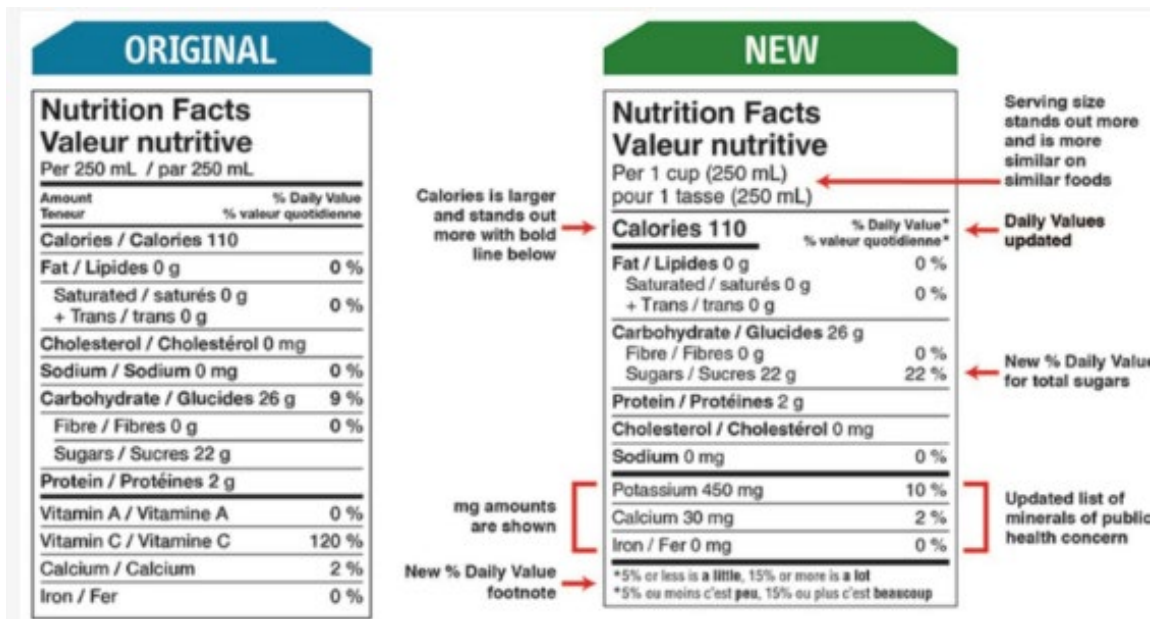 ORIGINAL
Nutrition Facts
Valeur nutritive
Per 250 mL / par 250 mL
Amount % Daily Value
Teneur % valeur quotidienne
Calories / Calories 110
Fat / Lipides 0 g 0 %
Saturated / saturés 0 g
+ Trans / trans 0 g 0 %
Cholesterol / Cholestérol 0 mg
Sodium / Sodium 0 mg 0 %
Carbohydrate / Glucides 26 g 9 %
Fibre / Fibres 0 g 0 %
Sugars / Sucres 22 g
Protein / Protéines 2 g
Vitamin A / Vitamine A 0 %
Vitamin C / Vitamine C 120 %
Calcium / Calcium 2 %
Iron / Fer 0 %
Calories is larger
and stands out
more with bold
line below
mg amounts
are shown
New % Daily Value
footnote
NEW
Nutrition Facts
Valeur nutritive
Per 1 cup (250 mL)
pour 1 tasse (250 mL)
Calories 110 % Daily Value*
% valeur quotidienne*
Fat / Lipides 0 g 0 %
Saturated / saturés 0 g
+ Trans / trans 0 g 0 %
Carbohydrate / Glucides 26 g
Fibre / Fibres 0 g 0 %
Sugars / Sucres 22 g 22 %
Protein / Protéines 2 g
Cholesterol / Cholestérol 0 mg
Sodium 0 mg 0 %
Potassium 450 mg 10 %
Calcium 30 mg 2 %
Iron / Fer 0 mg 0 %
*5% or less is a little, 15% or more is a lot
*5% ou moins c'est peu, 15% ou plus c'est beaucoup
Serving size
stands out more
and is more
similar on
similar foods
Daily Values
updated
New % Daily Value
for total sugars
Updated list of
minerals of public
health concern